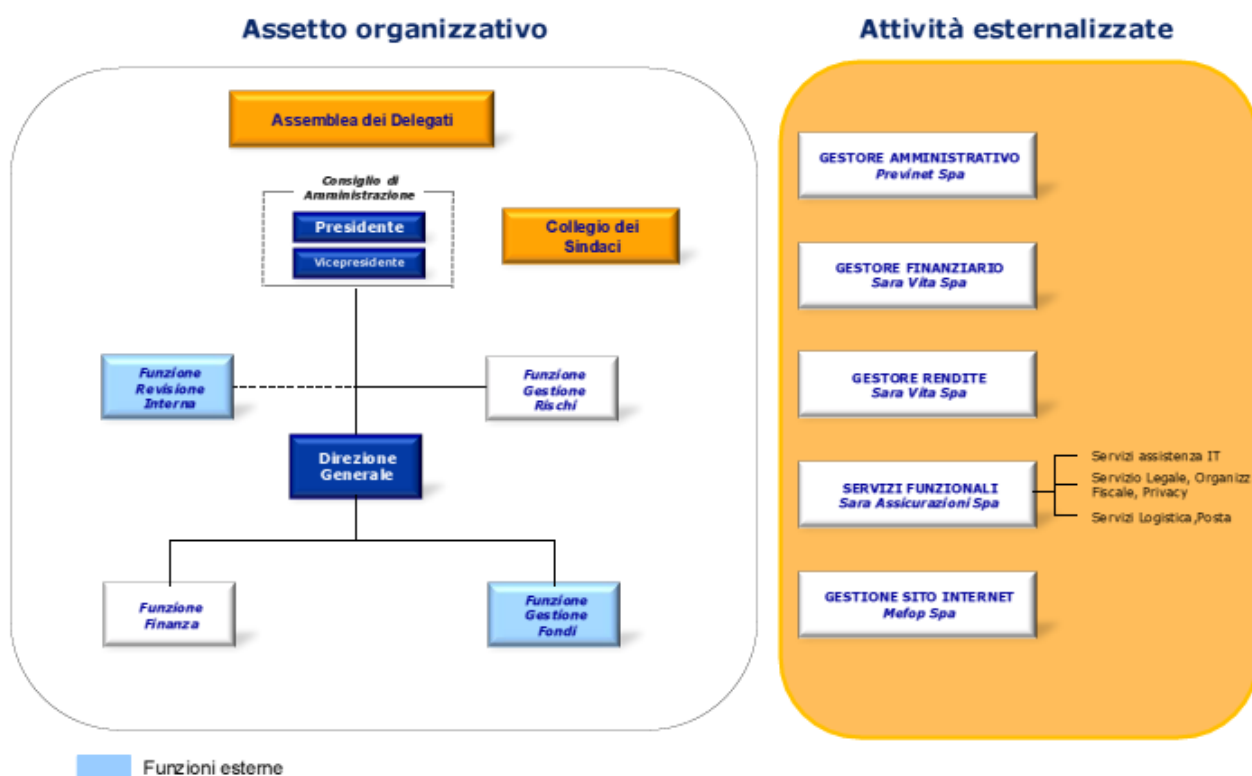 Assetto organizzativo
Assemblea dei Delegati
Consiglio di
Amministrazione
Presidente
Vicepresidente
Collegio dei
Sindaci
Funzione
Revisione
Interna
Funzione
Gestione
Rischi
Direzione
Generale
Funzione
Finanza
Funzione
Gestione
Fondi
Funzioni esterne
Attività esternalizzate
GESTORE AMMINISTRATIVO
Previnet Spa
GESTORE FINANZIARIO
Sara Vita Spa
GESTORE RENDITE
Sara Vita Spa
SERVIZI FUNZIONALI
Sara Assicurazioni Spa
Servizi assistenza IT
Servizio Legale, Organizz
Fiscale, Privacy
Servizi Logistica,Posta
GESTIONE SITO INTERNET
Mefop Spa